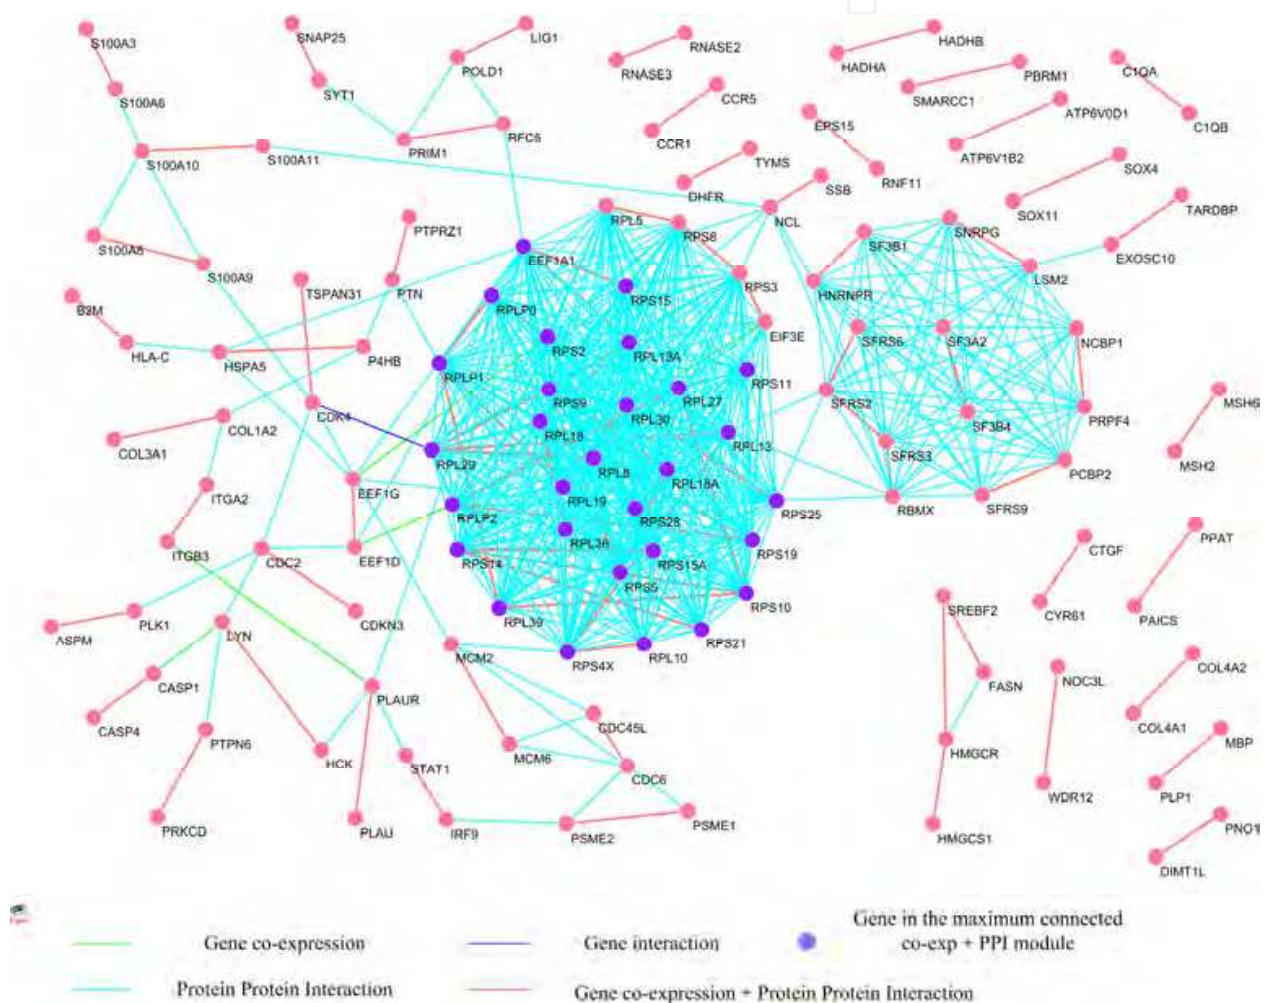 LIG1
SNAP25
HADHB
S100A3
RNASE2
POLD1
HADHA
PBRM1
C1QA
RNASE3
SYT1
CCR5
SMARCC1
S100A6
ATP6V0D1
EPS15
C1QB
RFC5
PRIM1
CCR1
ATP6V1B2
TYMS
S100A10
S100A11
SOX4
RNF11
SSB
DHFR
TARDBP
SOX11
NCL
PTPRZ1
RPL5
SNRPG
RPS6
SF3B1
S100A8
EXOSC10
EEF1A1
S100A9
LSM2
RPS3
PTN
TSPAN31
HNRNPR
RPS15
RPLP0
B2M
EIF3E
SFRS6
SF3A2
NCBP1
RPS2
RPL13A
HLA-C
P4HB
HSPA5
RPLP1
RPS11
RPS9
RPL27
SFRS2
MSH6
CDK4
RPL30
PRPF4
SF3B4
COL1A2
RPL18
RPL13
COL3A1
SFRS3
RPL29
RPL8
MSH2
PCBP2
RPL18A
EEF1G
ITGA2
RPL19
RPS25
RBMX
SFRS9
RPLP2
RPS28
PPAT
RPL36
CTGF
ITGB3
RPS19
CDC2
EEF1D
RPS14
RPS15A
RPS5
RPS10
SREBF2
CYR61
PAICS
CDKN3
RPL39
PLK1
ASPM
LYN
RPS21
MCM2
RPL10
RPS4X
COL4A2
NOC3L
FASN
CASP1
PLAUR
COL4A1
CDC45L
CASP4
PTPN6
MBP
HMGCR
MCM6
HCK
STAT1
CDC6
WDR12
PLP1
PSME1
PRKCD
PLAU
IRF9
PSME2
HMGCS1
PNO1
DIMT1L
Gene co-expression
Gene interaction
Gene in the maximum connected
co-exp + PPI module
Protein Protein Interaction
Gene co-expression + Protein Protein Interaction